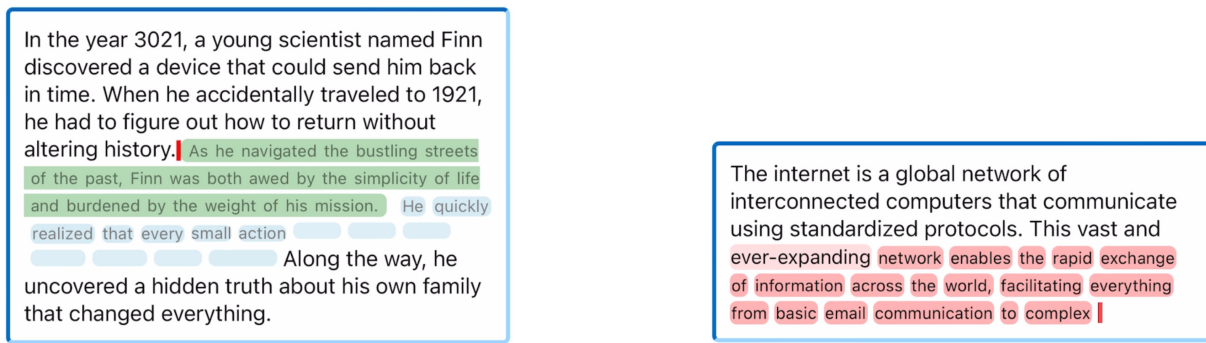 In the year 3021, a young scientist named Finn
discovered a device that could send him back
in time. When he accidentally traveled to 1921,
he had to figure out how to return without
altering history. As he navigated the bustling streets
of the past, Finn was both awed by the simplicity of life
and burdened by the weight of his mission. He quickly
realized that every small action
Along the way, he
uncovered a hidden truth about his own family
that changed everything.
The internet is a global network of
interconnected computers that communicate
using standardized protocols. This vast and
ever-expanding network enables the rapid exchange
of information across the world, facilitating everything
from basic email communication to complex